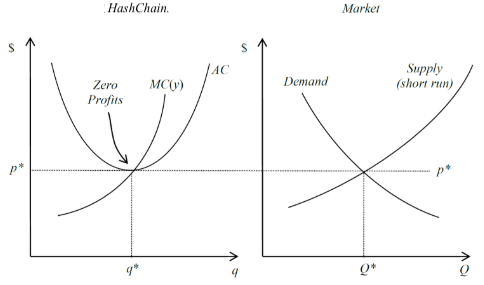 HashChain.
Market
$
Zero
Profits
MC(y)
AC
p*
q*
q
$
Demand
Supply
(short run)
p*
Q*
Q